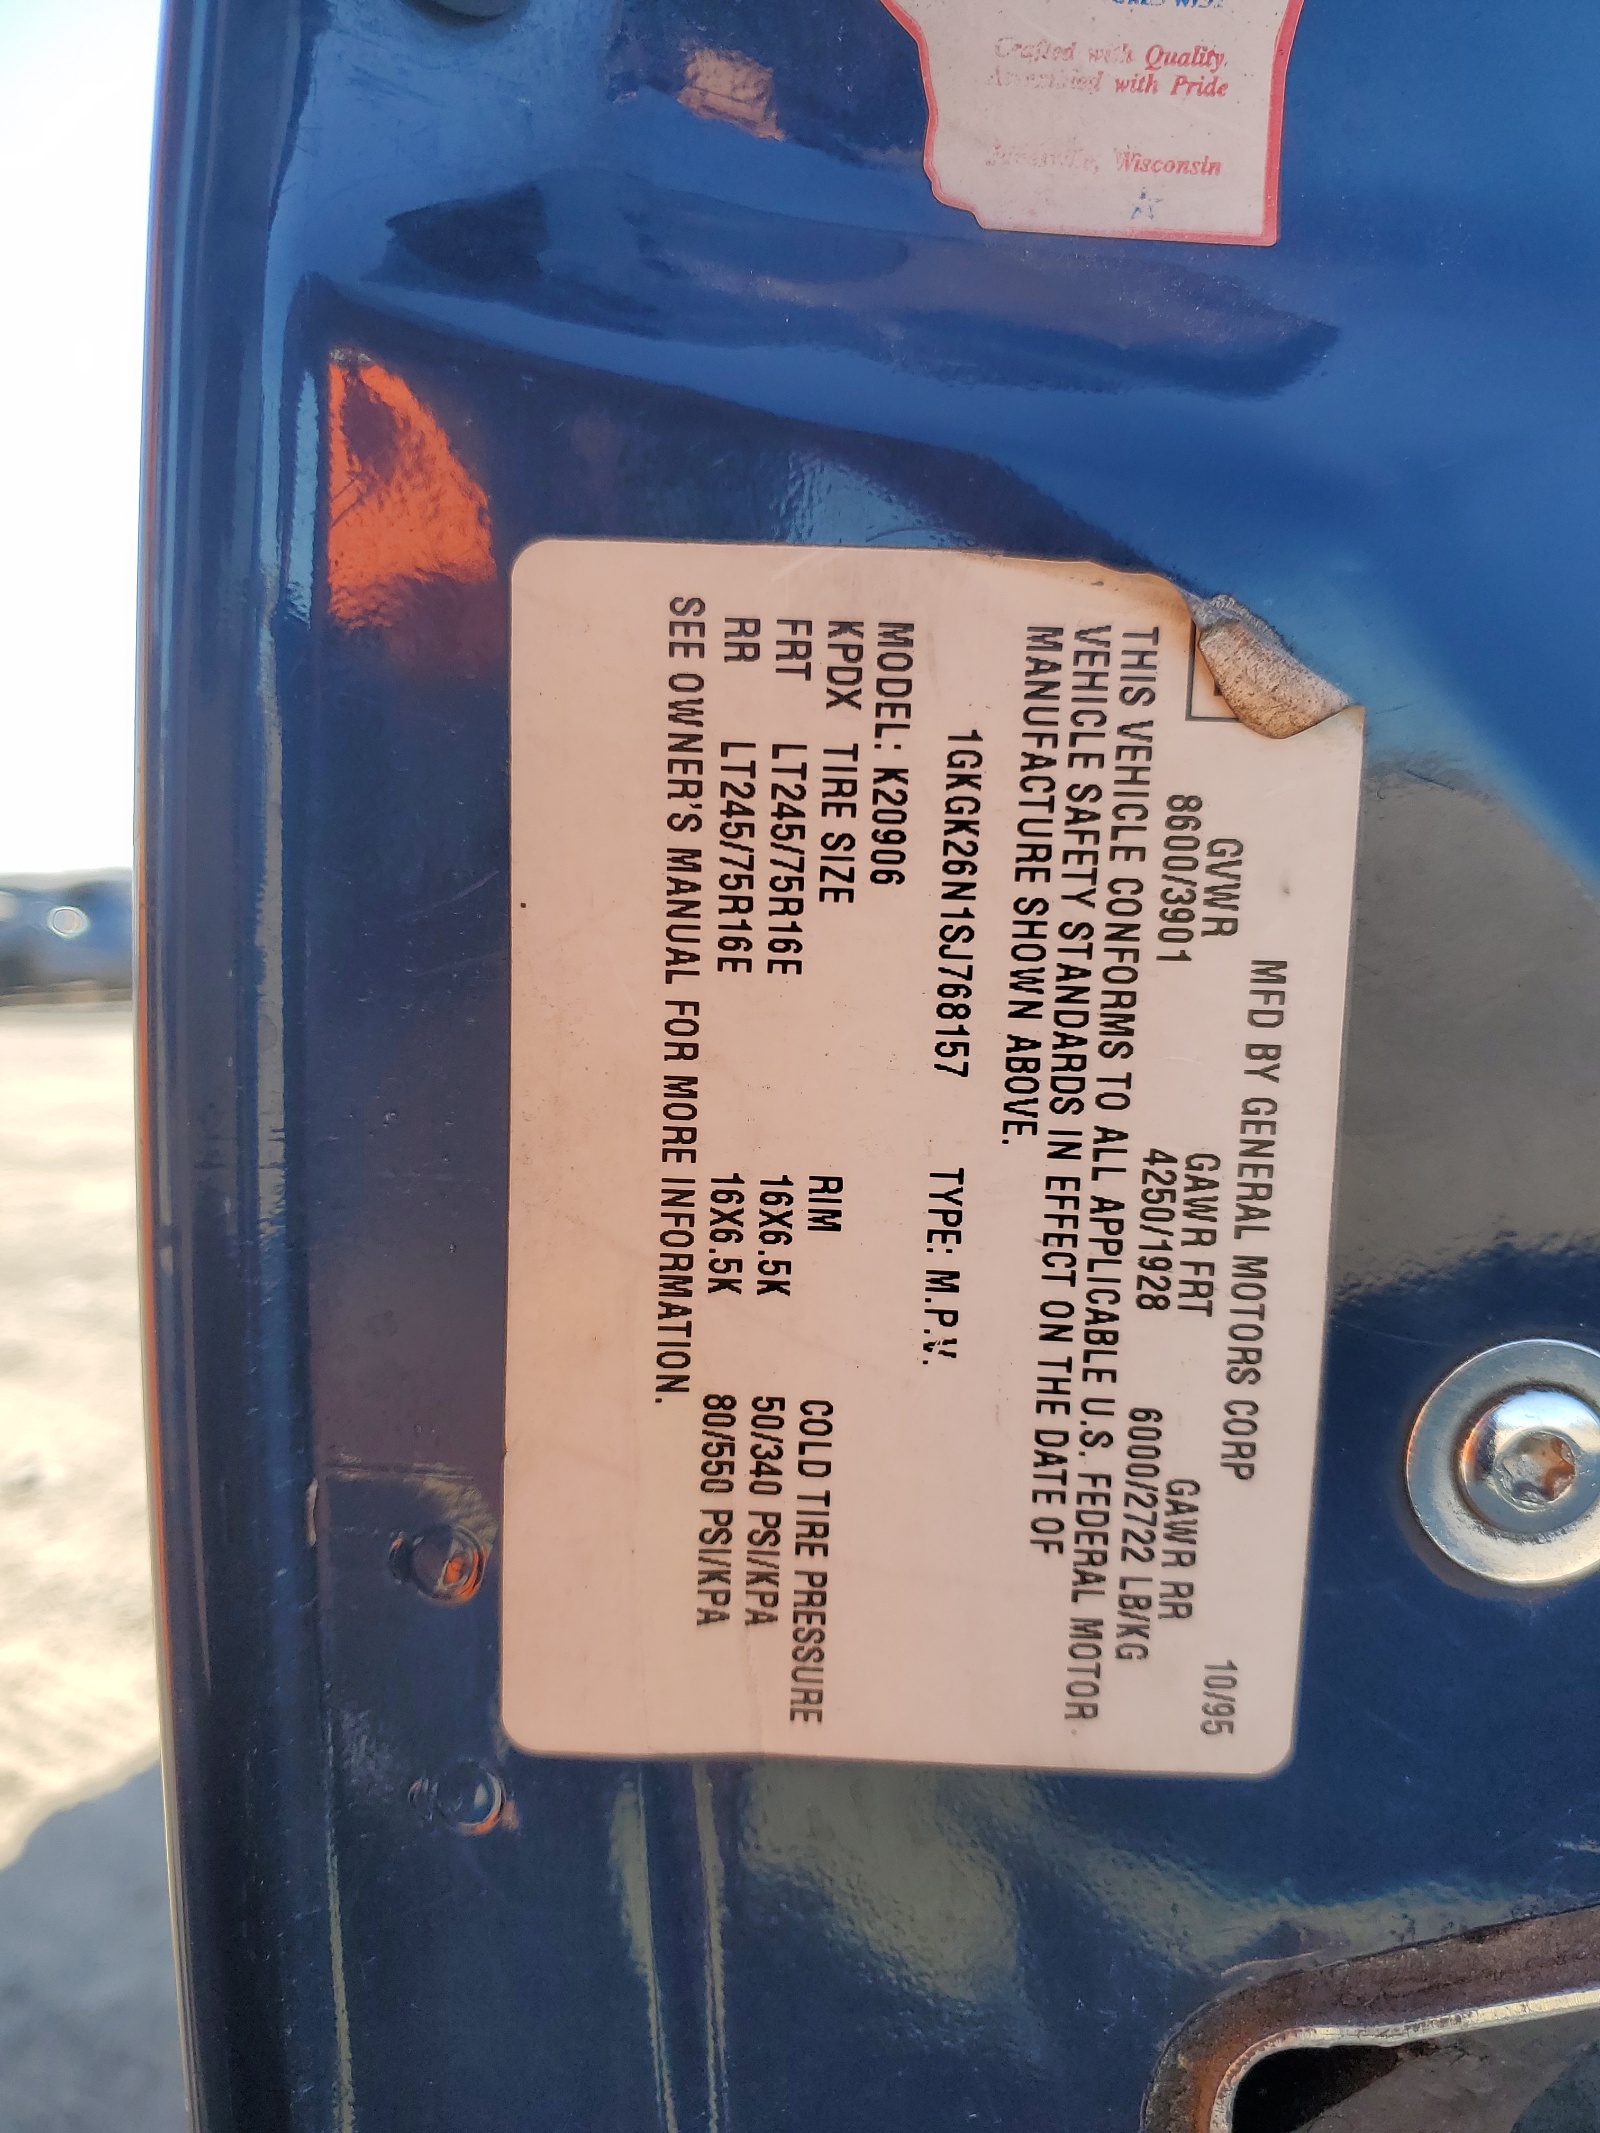 Crafted with Quality
Assembled with Pride
Janesville, Wisconsin
MFD BY GENERAL MOTORS CORP
10/95
GVWR GAWR FRT GAWR RR
8600/3901 4250/1928 6000/2722 LB/KG
THIS VEHICLE CONFORMS TO ALL APPLICABLE U.S. FEDERAL MOTOR
VEHICLE SAFETY STANDARDS IN EFFECT ON THE DATE OF
MANUFACTURE SHOWN ABOVE.
1GKGK26N1SJ768157 TYPE: M.P.V.
MODEL: K20906
KPDX TIRE SIZE RIM COLD TIRE PRESSURE
FRT LT245/75R16E 16X6.5K 50/340 PSI/KPA
RR LT245/75R16E 16X6.5K 80/550 PSI/KPA
SEE OWNER'S MANUAL FOR MORE INFORMATION.